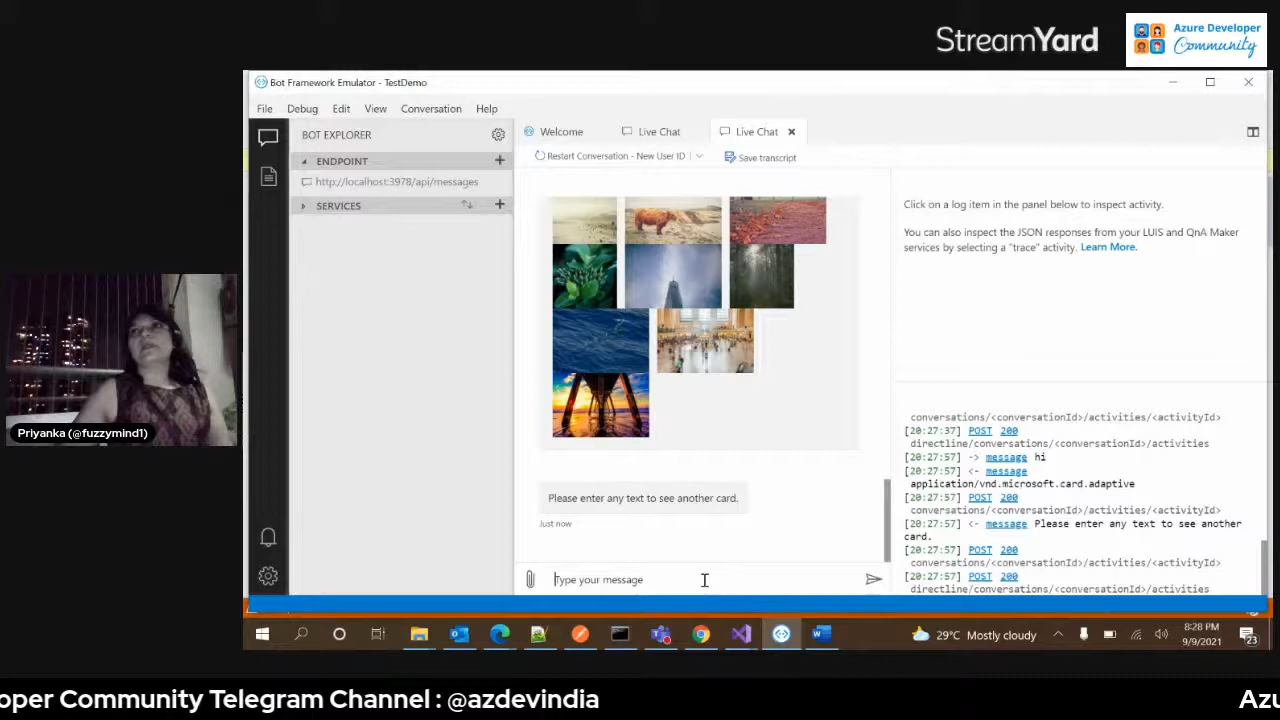 StreamYard
Azure Developer
Community
Bot Framework Emulator - TestDemo
File Debug Edit View Conversation Help
BOT EXPLORER
Welcome
Live Chat
Live Chat
ENDPOINT
http://localhost:3978/api/messages
SERVICES
Restart Conversation - New User ID
Save transcript
Click on a log item in the panel below to inspect activity.
You can also inspect the JSON responses from your LUIS and QnA Maker
services by selecting a "trace" activity. Learn More.
conversations/<conversationId>/activities/<activityId>
[20:27:37] POST 200
directline/conversations/<conversationId>/activities
[20:27:57] -> message hi
[20:27:57] <- message
application/vnd.microsoft.card.adaptive
[20:27:57] POST 200
conversations/<conversationId>/activities/<activityId>
[20:27:57] <- message Please enter any text to see another
card.
[20:27:57] POST 200
conversations/<conversationId>/activities/<activityId>
[20:27:57] POST 200
directline/conversations/<conversationId>/activities
Please enter any text to see another card.
Just now
Type your message
Priyanka (@fuzzymind1)
29°C Mostly cloudy
8:28 PM
9/9/2021
23
oper Community Telegram Channel : @azdevindia
Azu